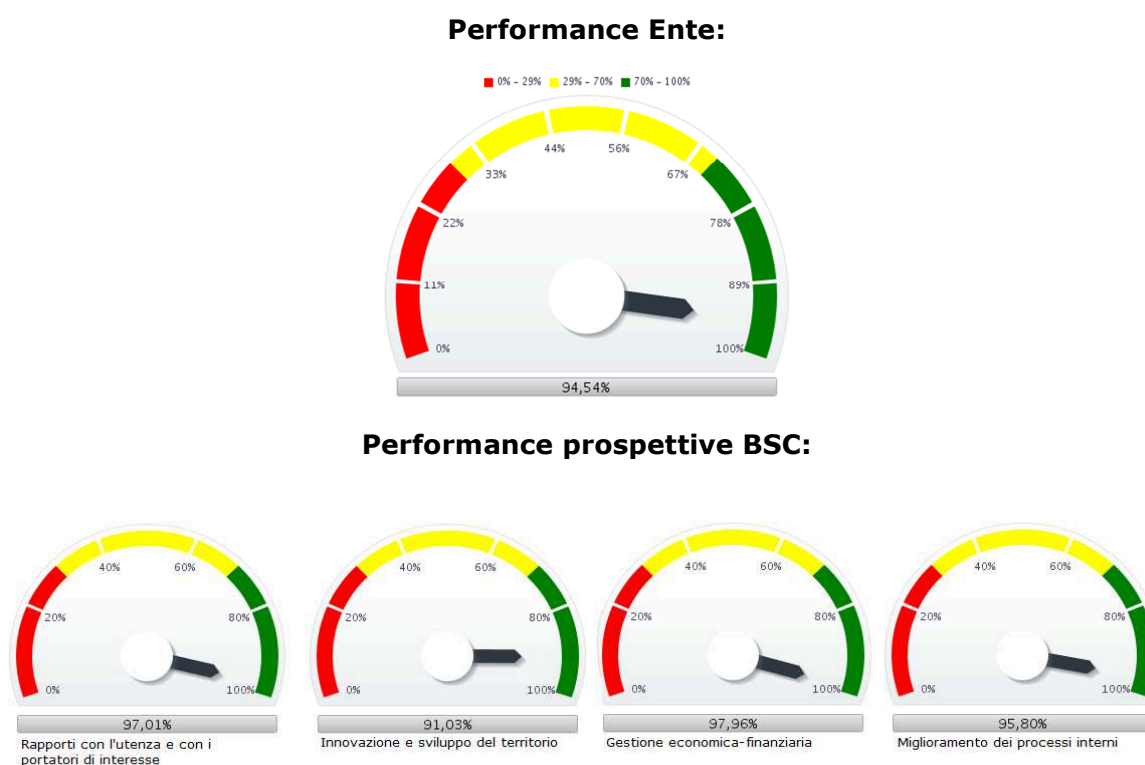 Performance Ente:
0% - 29% 29% - 70% 70% - 100%
44% 56%
33% 67%
22% 78%
11% 89%
0% 100%
94,54%
Performance prospettive BSC:
40% 60% 40% 60% 40% 60% 40% 60%
20% 80% 20% 80% 20% 80% 20% 80%
0% 100% 0% 100% 0% 100% 0% 100%
97,01% 91,03% 97,96% 95,80%
Rapporti con l'utenza e con i
portatori di interesse
Innovazione e sviluppo del territorio
Gestione economica-finanziaria
Miglioramento dei processi interni